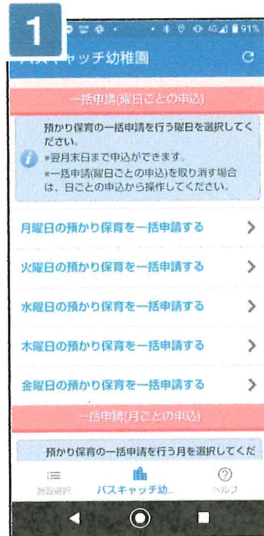 1
4G 91%
バスキャッチ幼稚園
一括申請(曜日ごとの申込)
預かり保育の一括申請を行う曜日を選択してく
ださい。
*翌月末日まで申込ができます。
*一括申請(曜日ごとの申込)を取り消す場合
は、日ごとの申込から操作してください。
月曜日の預かり保育を一括申請する
火曜日の預かり保育を一括申請する
水曜日の預かり保育を一括申請する
木曜日の預かり保育を一括申請する
金曜日の預かり保育を一括申請する
一括申請(月ごとの申込)
預かり保育の一括申請を行う月を選択してくだ
施設選択 バスキャッチ幼... ヘルプ